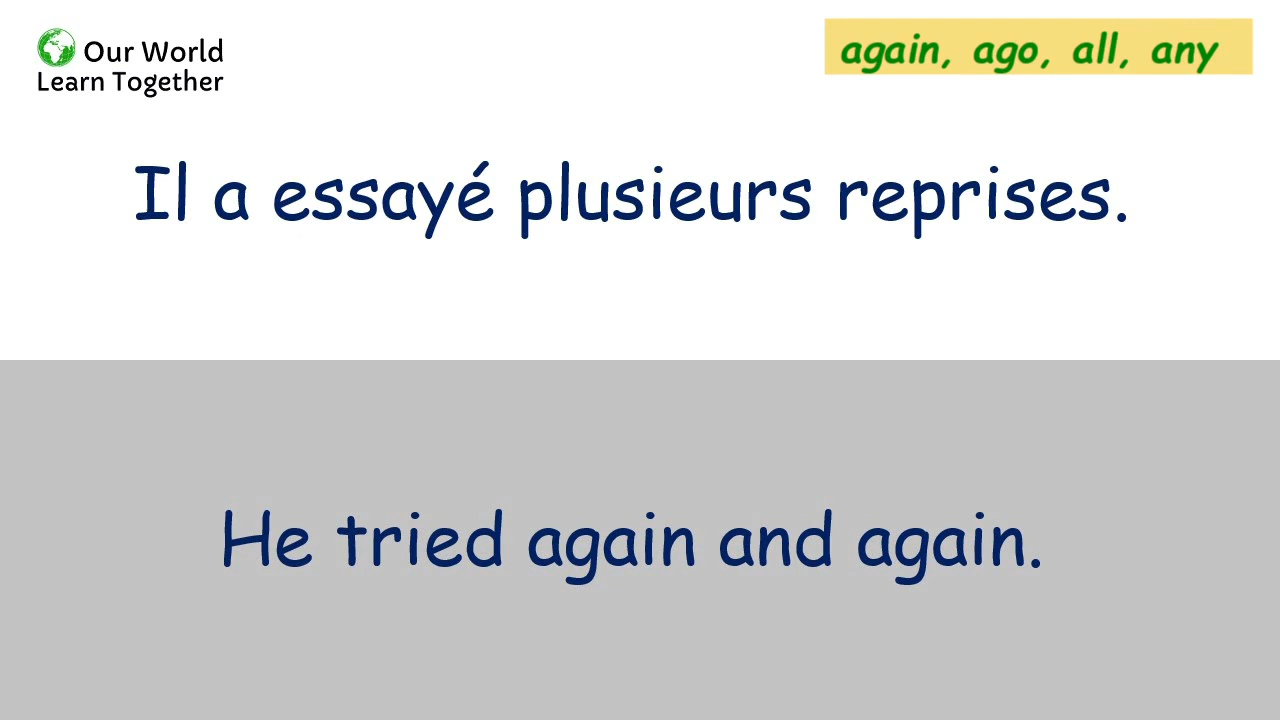 Our World
Learn Together
again, ago, all, any
Il a essayé plusieurs reprises.
He tried again and again.